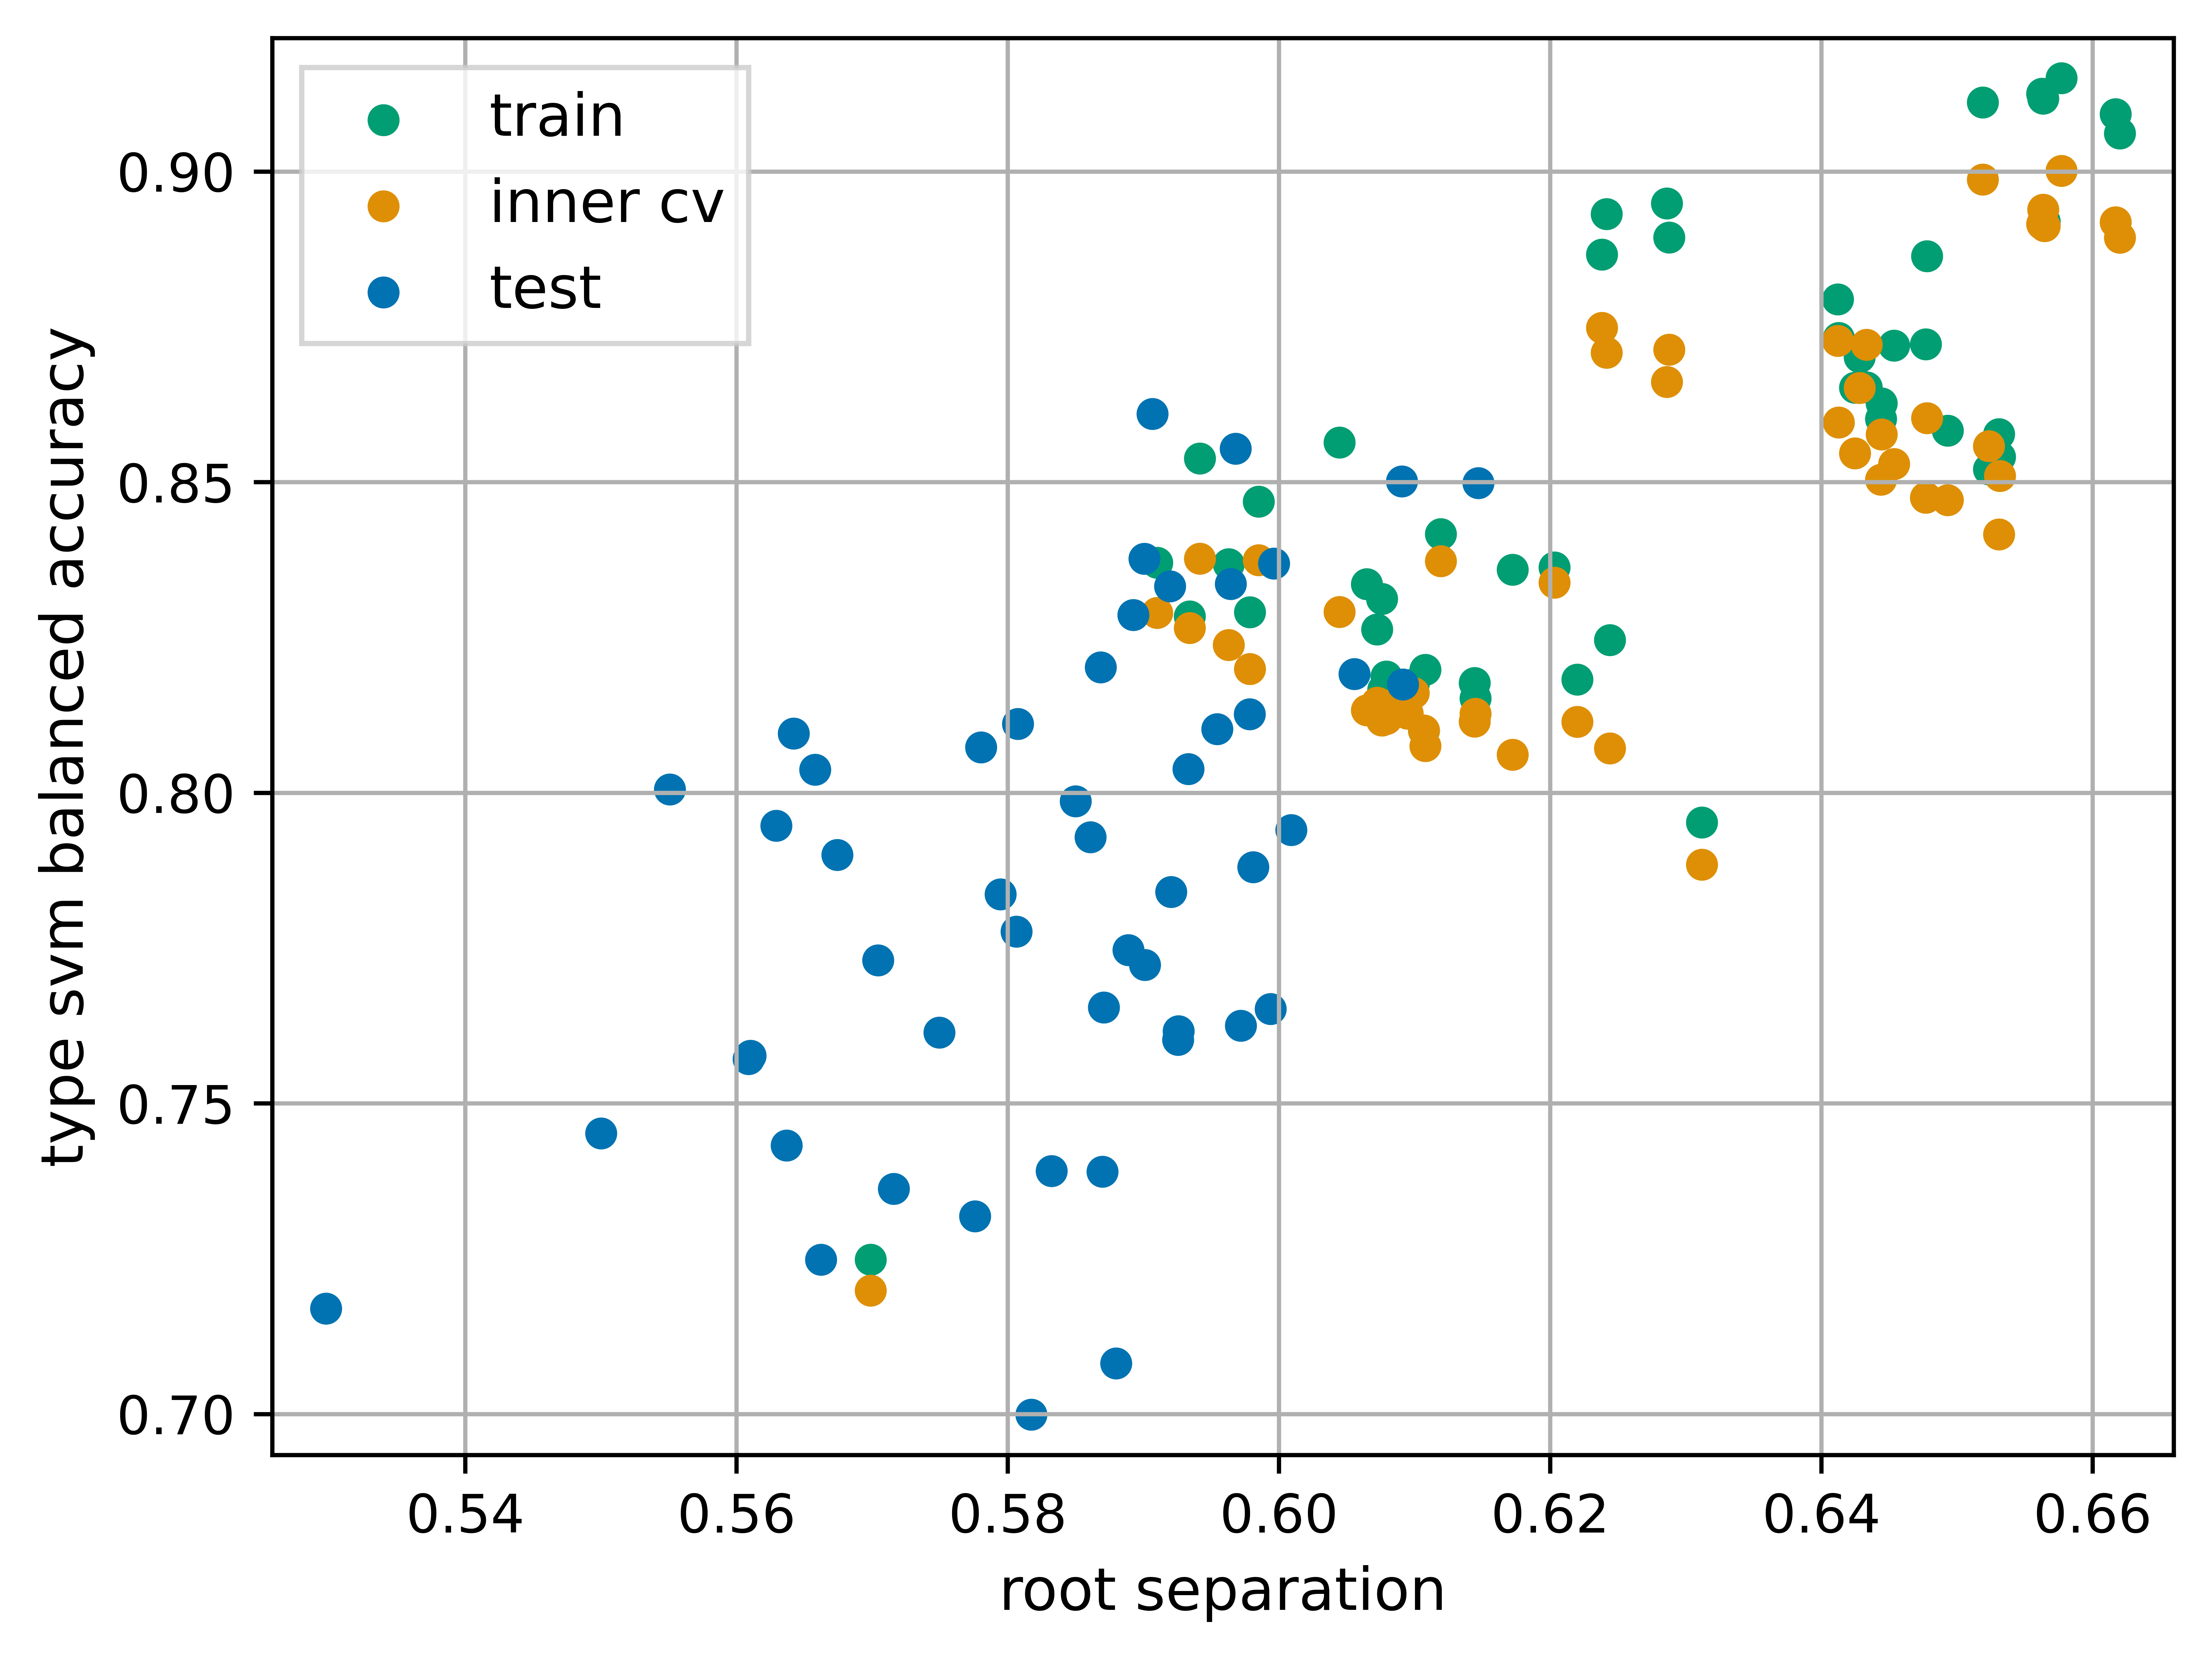 train
inner cv
test
0.90
0.85
0.80
0.75
0.70
type svm balanced accuracy
0.54 0.56 0.58 0.60 0.62 0.64 0.66
root separation